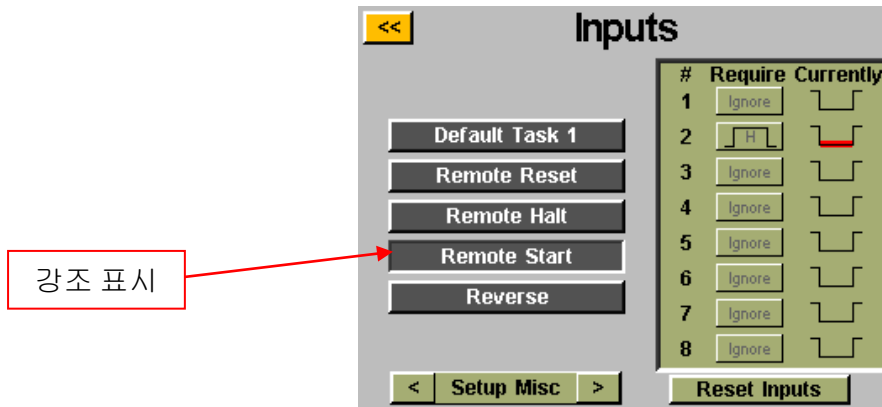 << Inputs
# Require Currently
1 Ignore
Default Task 1 2 H
Remote Reset 3 Ignore
Remote Halt 4 Ignore
강조 표시 Remote Start 5 Ignore
6 Ignore
Reverse 7 Ignore
8 Ignore
< Setup Misc > Reset Inputs